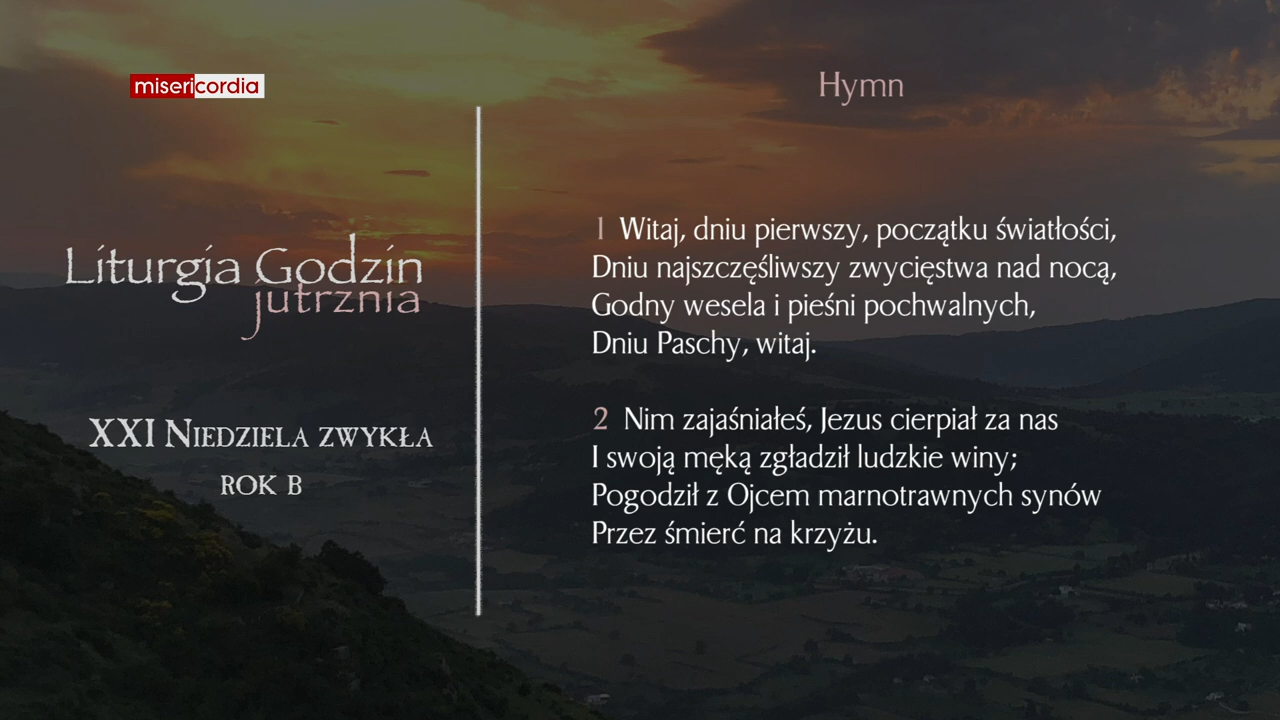 misericordia
Liturgia Godzin
jutrznia
XXI Niedziela zwykła
rok B
Hymn
1 Witaj, dniu pierwszy, początku światłości,
Dniu najszczęśliwszy zwycięstwa nad nocą,
Godny wesela i pieśni pochwalnych,
Dniu Paschy, witaj.
2 Nim zajaśniałeś, Jezus cierpiał za nas
I swoją męką zgładził ludzkie winy;
Pogodził z Ojcem marnotrawnych synów
Przez śmierć na krzyżu.